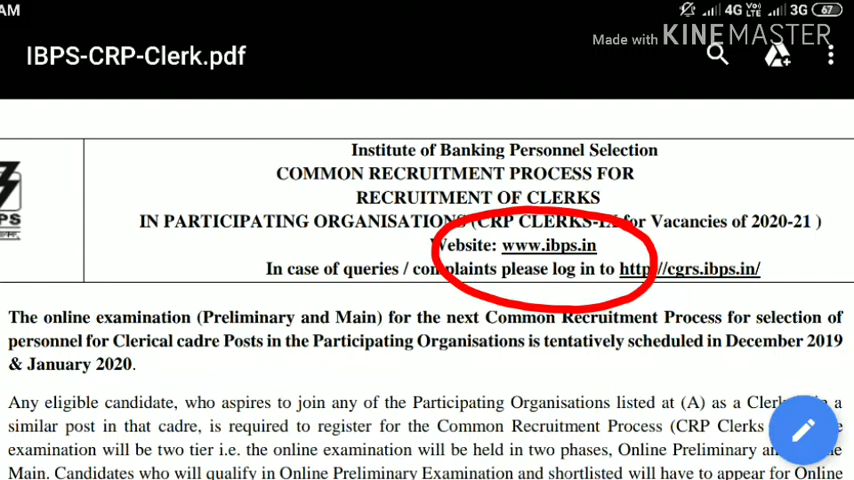 AM
4G VoLTE 3G 67
Made with KINEMASTER
IBPS-CRP-Clerk.pdf
Institute of Banking Personnel Selection
COMMON RECRUITMENT PROCESS FOR
RECRUITMENT OF CLERKS
IN PARTICIPATING ORGANISATIONS (CRP CLERKS-IX for Vacancies of 2020-21 )
Website: www.ibps.in
In case of queries / complaints please log in to http://cgrs.ibps.in/
PS
The online examination (Preliminary and Main) for the next Common Recruitment Process for selection of
personnel for Clerical cadre Posts in the Participating Organisations is tentatively scheduled in December 2019
& January 2020.
Any eligible candidate, who aspires to join any of the Participating Organisations listed at (A) as a Clerk a
similar post in that cadre, is required to register for the Common Recruitment Process (CRP Clerks
examination will be two tier i.e. the online examination will be held in two phases, Online Preliminary
Main. Candidates who will qualify in Online Preliminary Examination and shortlisted will have to appear for Online